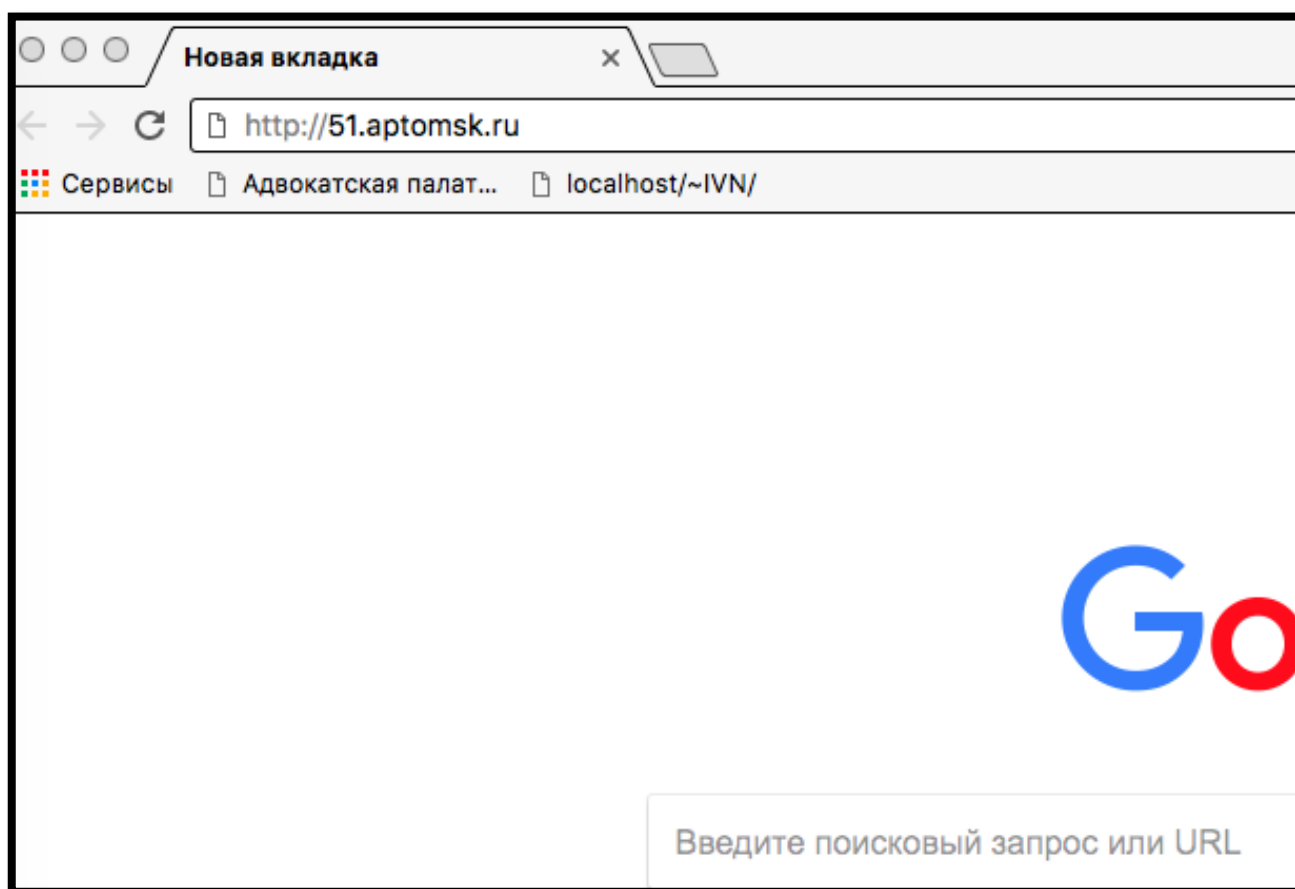 Новая вкладка
http://51.aptomsk.ru
Сервисы Адвокатская палат... localhost/~IVN/
Go
Введите поисковый запрос или URL